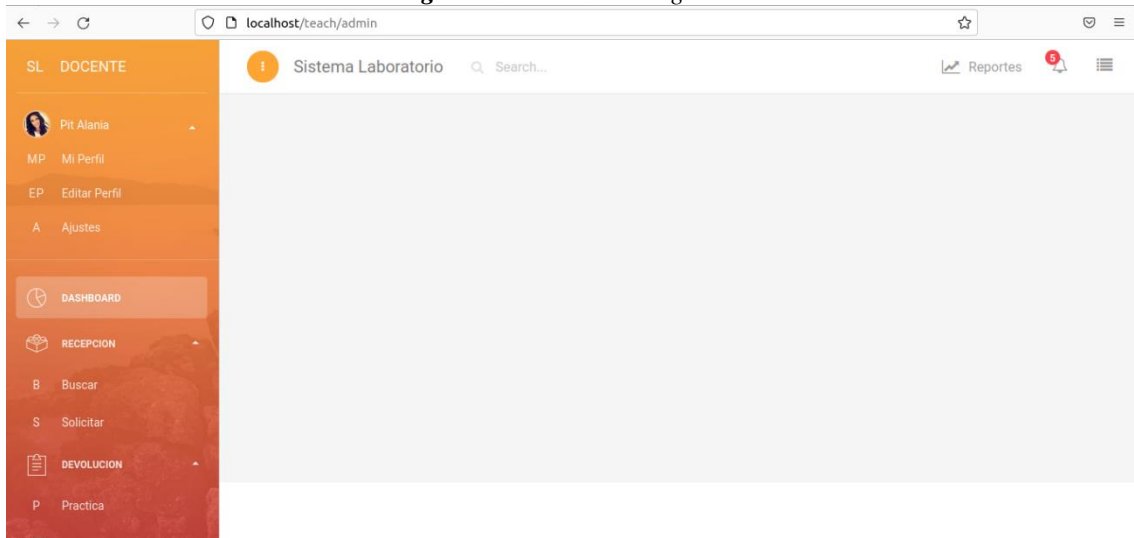 localhost/teach/admin
SL DOCENTE
Sistema Laboratorio
Search...
Reportes
5
Pit Alania
MP Mi Perfil
EP Editar Perfil
A Ajustes
DASHBOARD
RECEPCION
B Buscar
S Solicitar
DEVOLUCION
P Practica